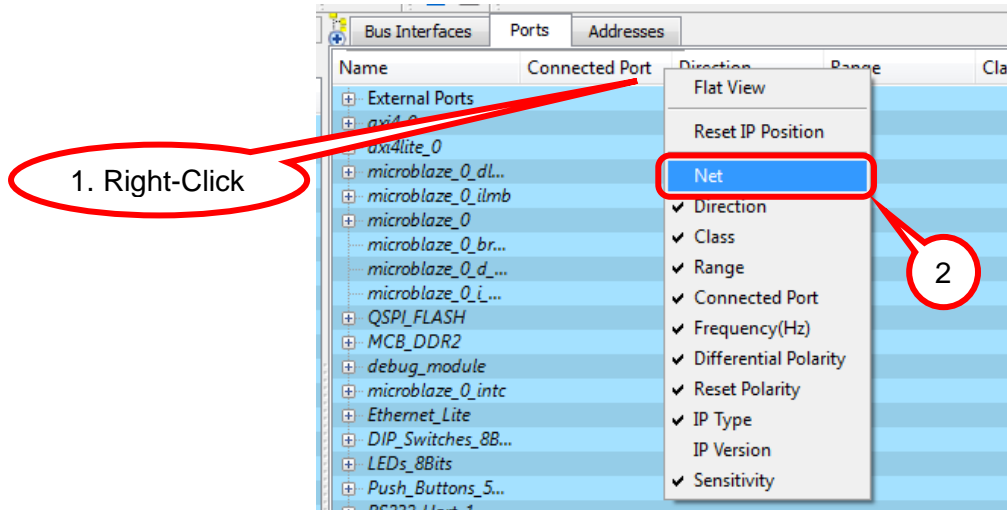 Bus Interfaces Ports Addresses
Name Connected Port Direction Range Cla
External Ports
axi4_0
axi4lite_0
microblaze_0_dl...
microblaze_0_ilmb
microblaze_0
microblaze_0_br...
microblaze_0_d_...
microblaze_0_i_...
QSPI_FLASH
MCB_DDR2
debug_module
microblaze_0_intc
Ethernet_Lite
DIP_Switches_8B...
LEDs_8Bits
Push_Buttons_5...
RS232_Uart_1
Flat View
Reset IP Position
Net
Direction
Class
Range
Connected Port
Frequency(Hz)
Differential Polarity
Reset Polarity
IP Type
IP Version
Sensitivity
1. Right-Click
2